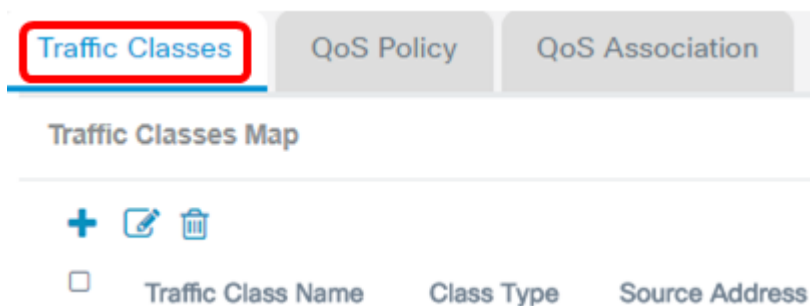 Traffic Classes QoS Policy QoS Association
Traffic Classes Map
Traffic Class Name Class Type Source Address